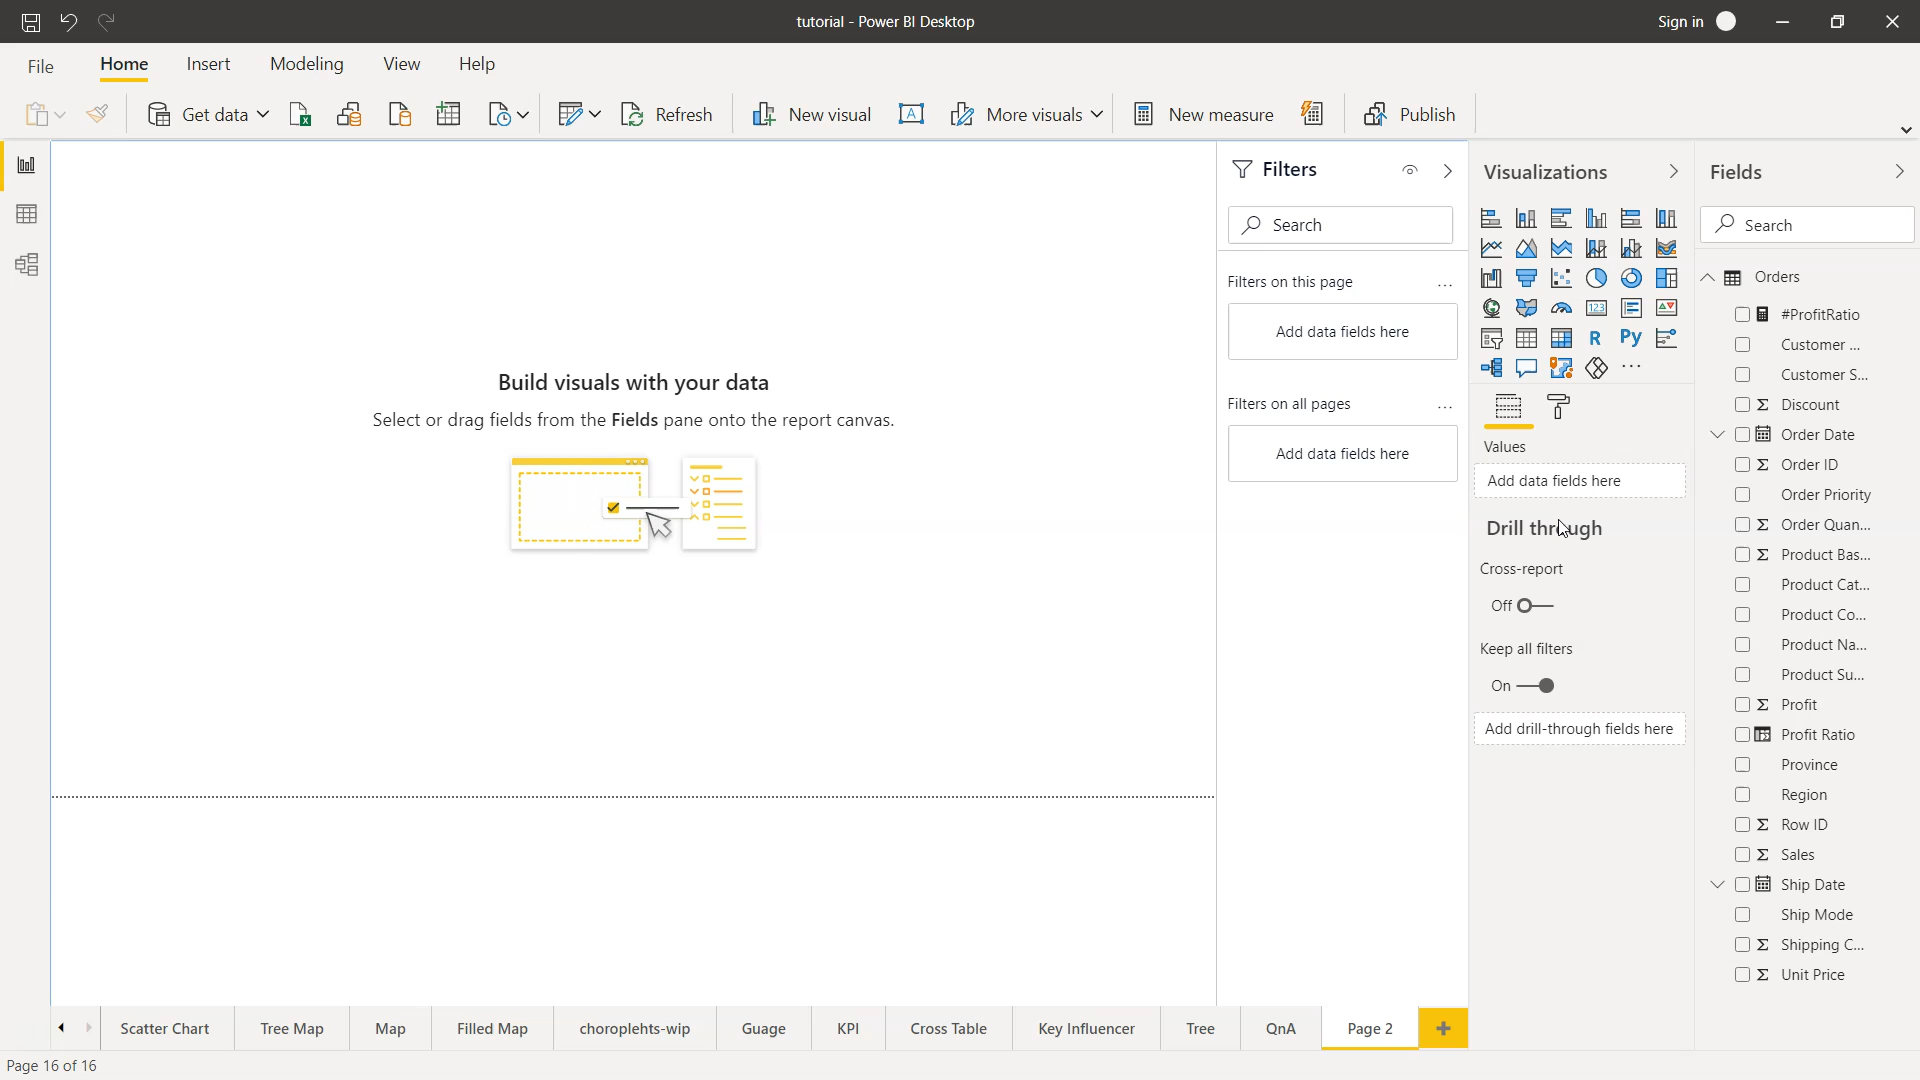 tutorial - Power BI Desktop
Sign in
File Home Insert Modeling View Help
Get data Refresh New visual A More visuals New measure Publish
Filters
Search
Filters on this page ...
Add data fields here
Filters on all pages ...
Add data fields here
Visualizations
123
R Py
...
Values
Add data fields here
Drill through
Cross-report
Off
Keep all filters
On
Add drill-through fields here
Fields
Search
Orders
#ProfitRatio
Customer ...
Customer S...
Σ Discount
Order Date
Σ Order ID
Order Priority
Σ Order Quan...
Σ Product Bas...
Product Cat...
Product Co...
Product Na...
Product Su...
Σ Profit
Profit Ratio
Province
Region
Σ Row ID
Σ Sales
Ship Date
Ship Mode
Σ Shipping C...
Σ Unit Price
Build visuals with your data
Select or drag fields from the Fields pane onto the report canvas.
Scatter Chart Tree Map Map Filled Map choroplehts-wip Guage KPI Cross Table Key Influencer Tree QnA Page 2 +
Page 16 of 16